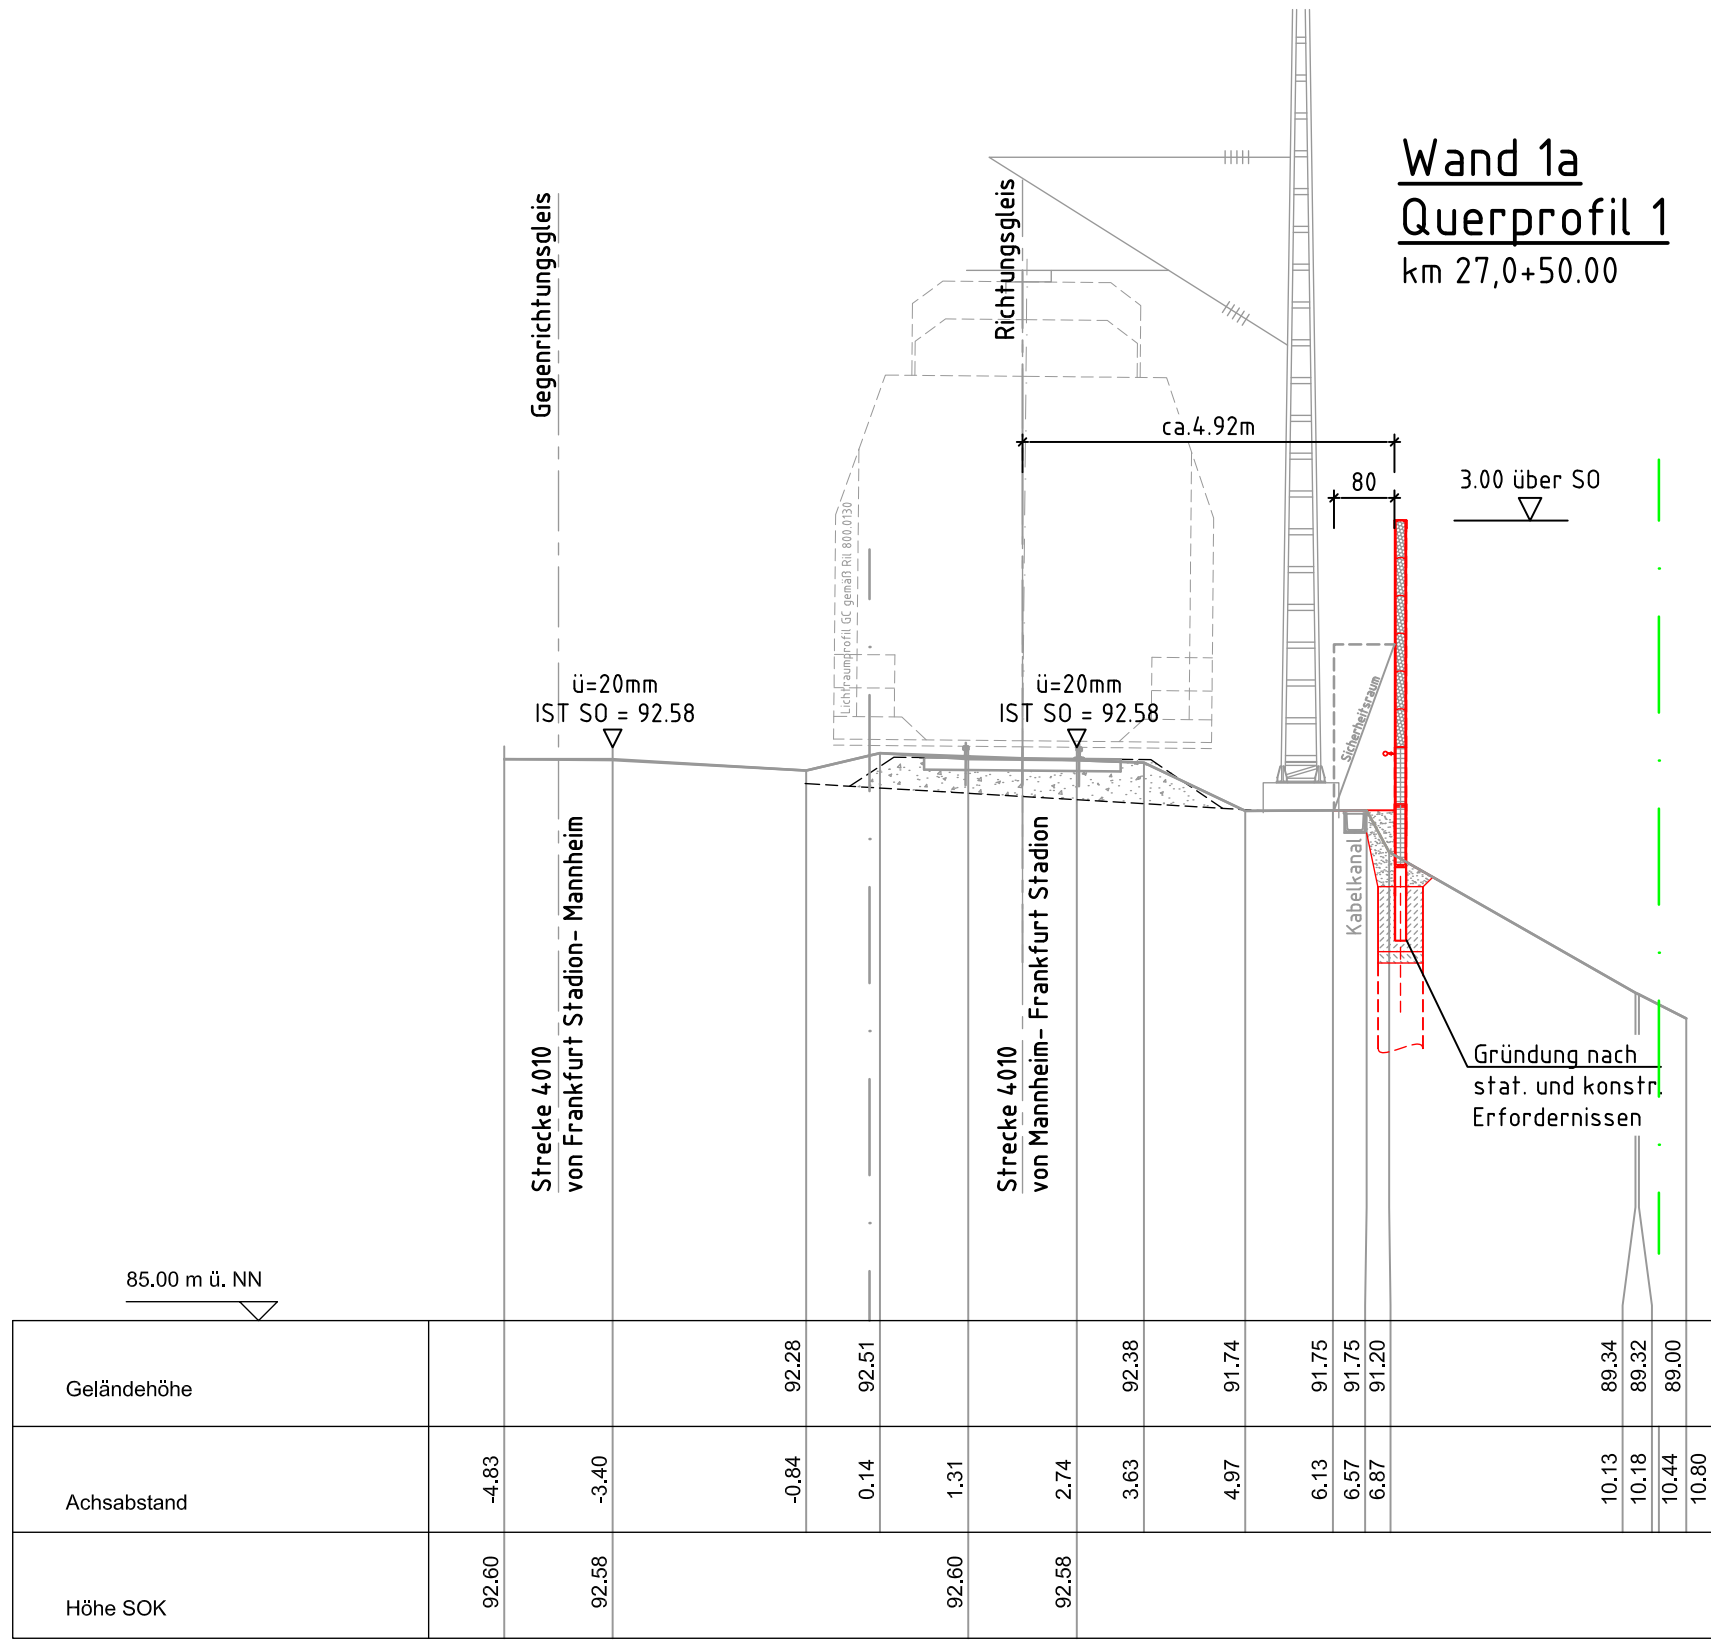 Wand 1a
Querprofil 1
km 27,0+50.00
Gegenrichtungsgleis
Richtungsgleis
ca.4.92m
80
3.00 über SO
Lichtraumprofil GC gemäß Ril 800.0130
ü=20mm
IST SO = 92.58
ü=20mm
IST SO = 92.58
Sicherheitsraum
Kabelkanal
Strecke 4010
von Frankfurt Stadion- Mannheim
Strecke 4010
von Mannheim- Frankfurt Stadion
Gründung nach
stat. und konstr.
Erfordernissen
85.00 m ü. NN
Geländehöhe 92.28 92.51 92.38 91.74 91.75 91.75 91.20 89.34 89.32 89.00
Achsabstand -4.83 -3.40 -0.84 0.14 1.31 2.74 3.63 4.97 6.13 6.57 6.87 10.13 10.18 10.44 10.80
Höhe SOK 92.60 92.58 92.60 92.58